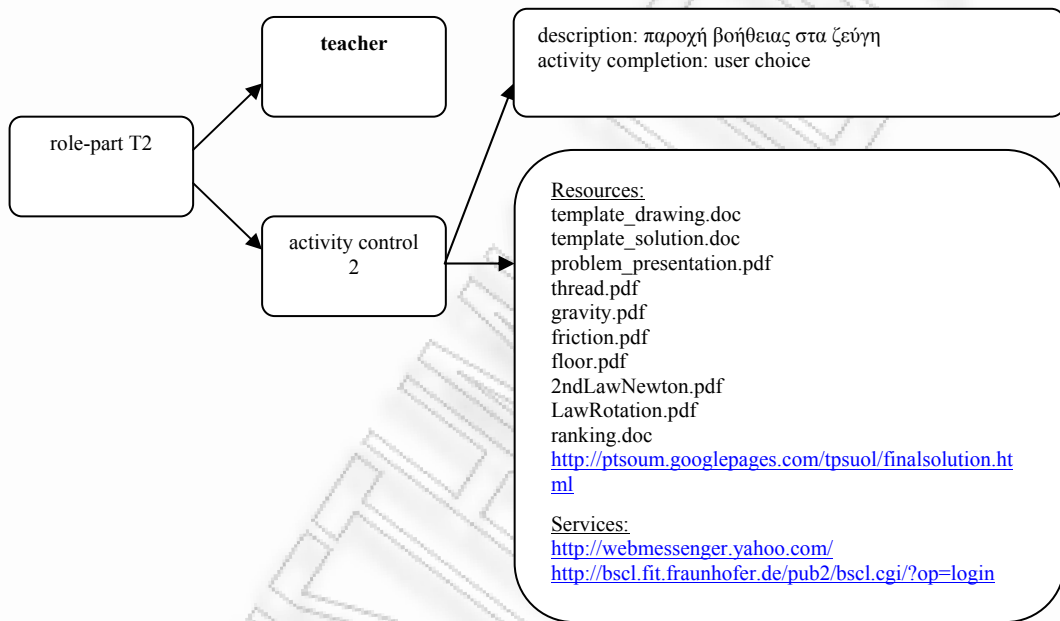 teacher
description: παροχή βοήθειας στα ζεύγη
activity completion: user choice
role-part T2
activity control
2
Resources:
template_drawing.doc
template_solution.doc
problem_presentation.pdf
thread.pdf
gravity.pdf
friction.pdf
floor.pdf
2ndLawNewton.pdf
LawRotation.pdf
ranking.doc
http://ptsoum.googlepages.com/tpsuol/finalsolution.ht
ml
Services:
http://webmessenger.yahoo.com/
http://bscl.fit.fraunhofer.de/pub2/bscl.cgi/?op=login